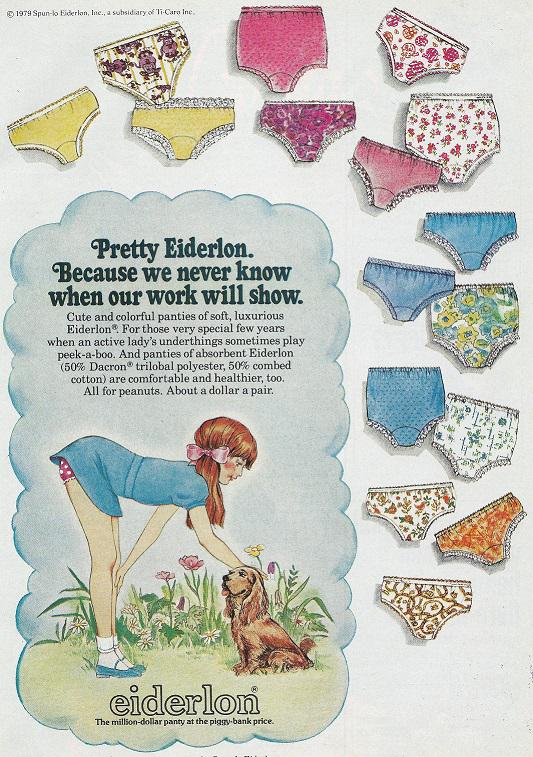 © 1979 Spun-lo Eiderlon, Inc., a subsidiary of Ti-Caro Inc.
Pretty Eiderlon.
Because we never know
when our work will show.
Cute and colorful panties of soft, luxurious
Eiderlon® For those very special few years
when an active lady's underthings sometimes play
peek-a-boo. And panties of absorbent Eiderlon
(50% Dacron® trilobal polyester, 50% combed
cotton) are comfortable and healthier, too.
All for peanuts. About a dollar a pair.
eiderlon®
The million-dollar panty at the piggy-bank price.